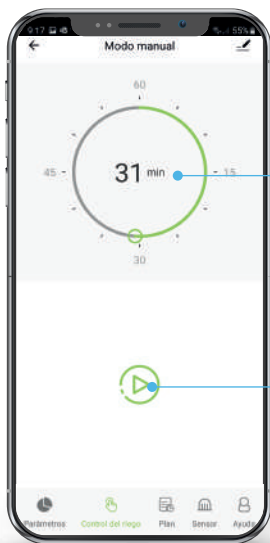 9:17 55%
Modo manual
60
45 31 min 15
30
Parámetros Control del riego Plan Sensor Ayuda